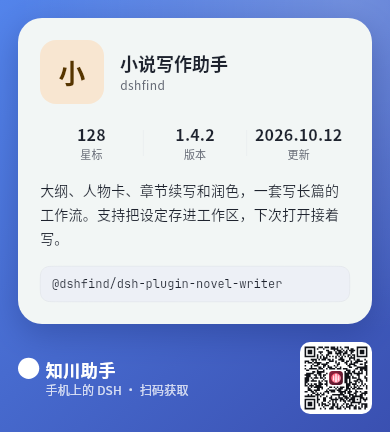 小
小说写作助手
dshfind
128
星标
1.4.2
版本
2026.10.12
更新
大纲、人物卡、章节续写和润色，一套写长篇的
工作流。支持把设定存进工作区，下次打开接着
写。
@dshfind/dsh-plugin-novel-writer
知川助手
手机上的 DSH · 扫码获取